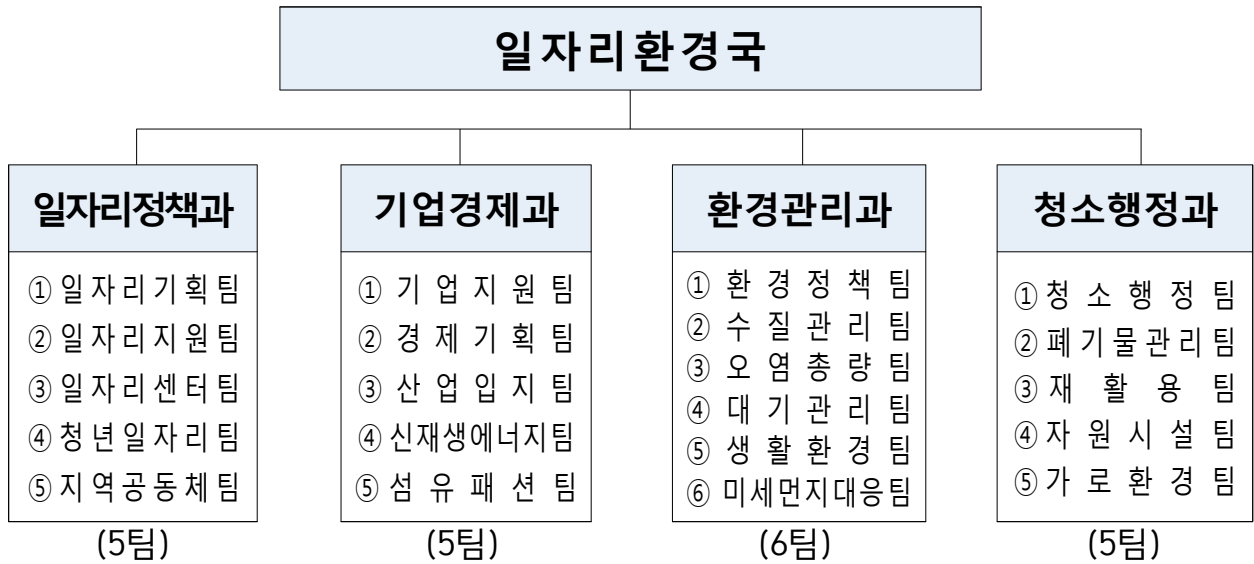 일자리환경국
일자리정책과
① 일자리기획팀
② 일자리지원팀
③ 일자리센터팀
④ 청년일자리팀
⑤ 지역공동체팀
(5팀)
기업경제과
① 기업지원팀
② 경제기획팀
③ 산업입지팀
④ 신재생에너지팀
⑤ 섬유패션팀
(5팀)
환경관리과
① 환경정책팀
② 수질관리팀
③ 오염총량팀
④ 대기관리팀
⑤ 생활환경팀
⑥ 미세먼지대응팀
(6팀)
청소행정과
① 청소행정팀
② 폐기물관리팀
③ 재활용팀
④ 자원시설팀
⑤ 가로환경팀
(5팀)